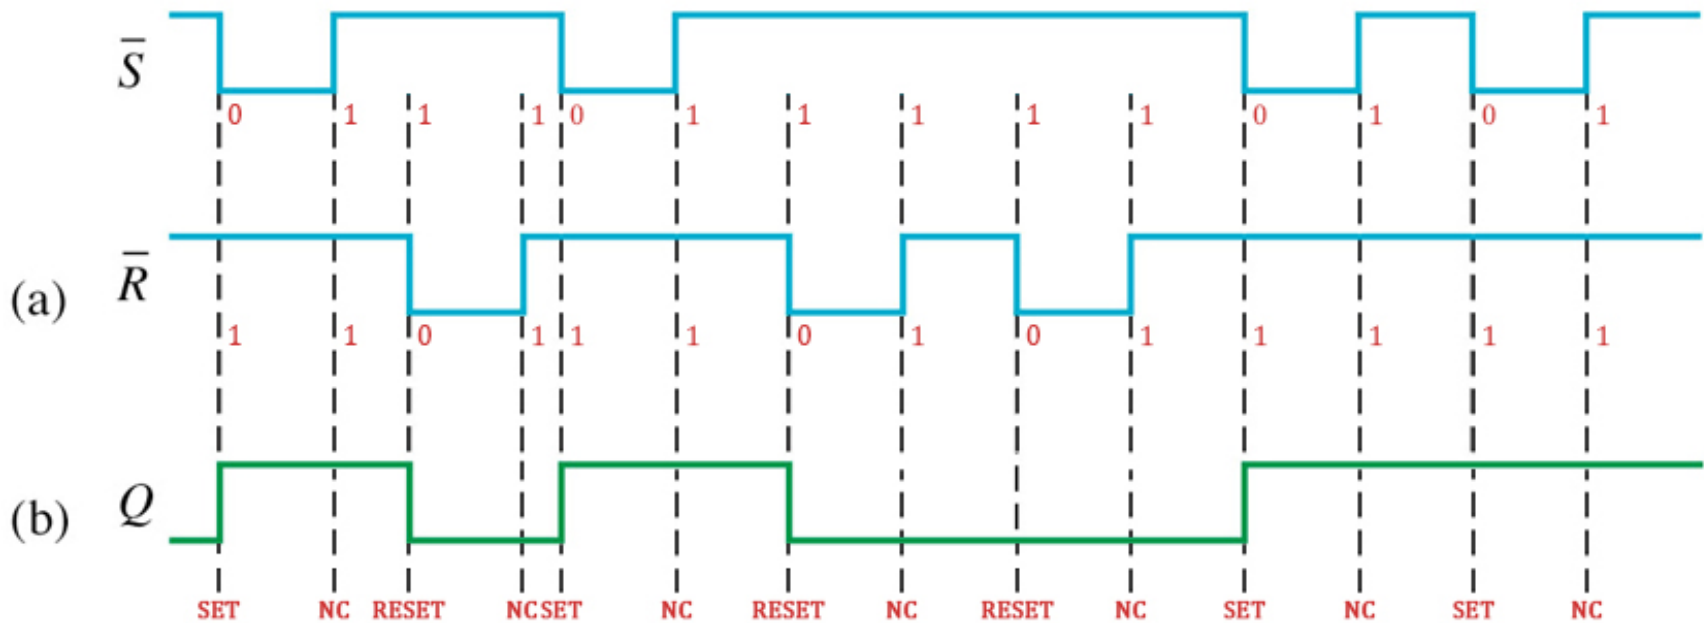 S̅
0 1 1 1 0 1 1 1 1 1 0 1 0 1
(a) R̅
1 1 0 1 1 1 0 1 0 1 1 1 1 1
(b) Q
SET NC RESET NC SET NC RESET NC RESET NC SET NC SET NC